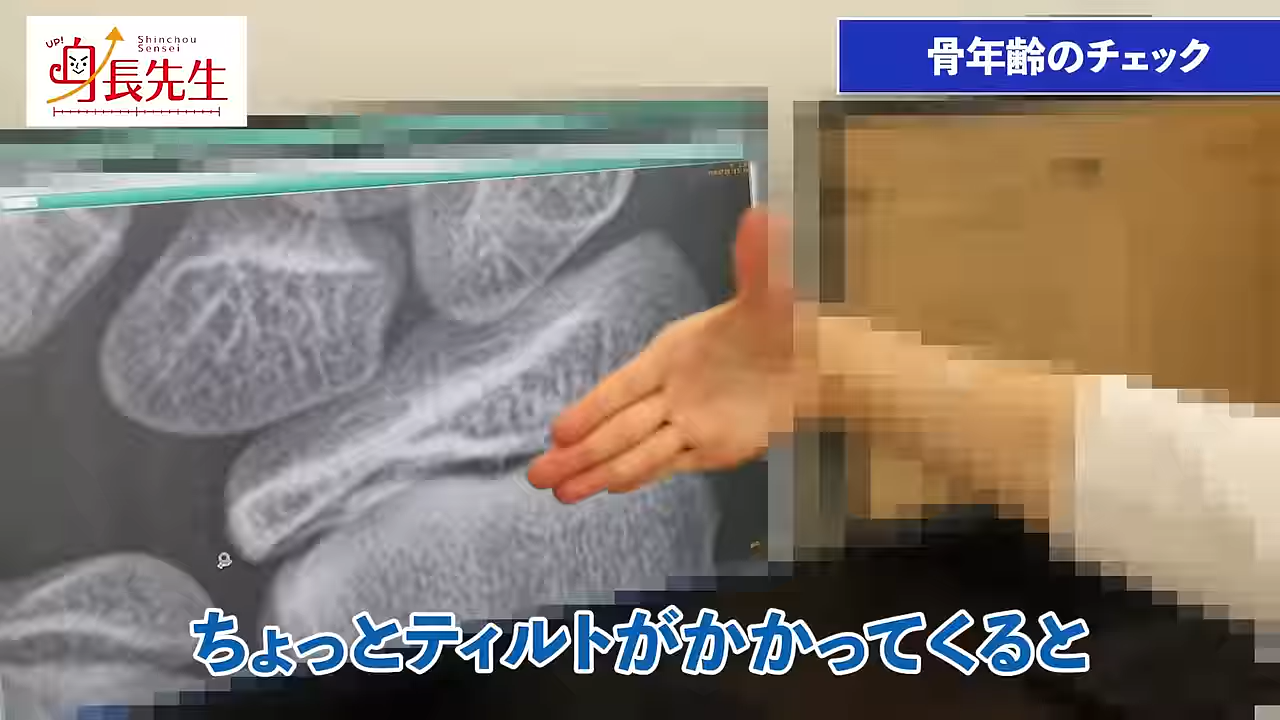 UP!
Shinchou
Sensei
身長先生
骨年齢のチェック
ちょっとティルトがかかってくると